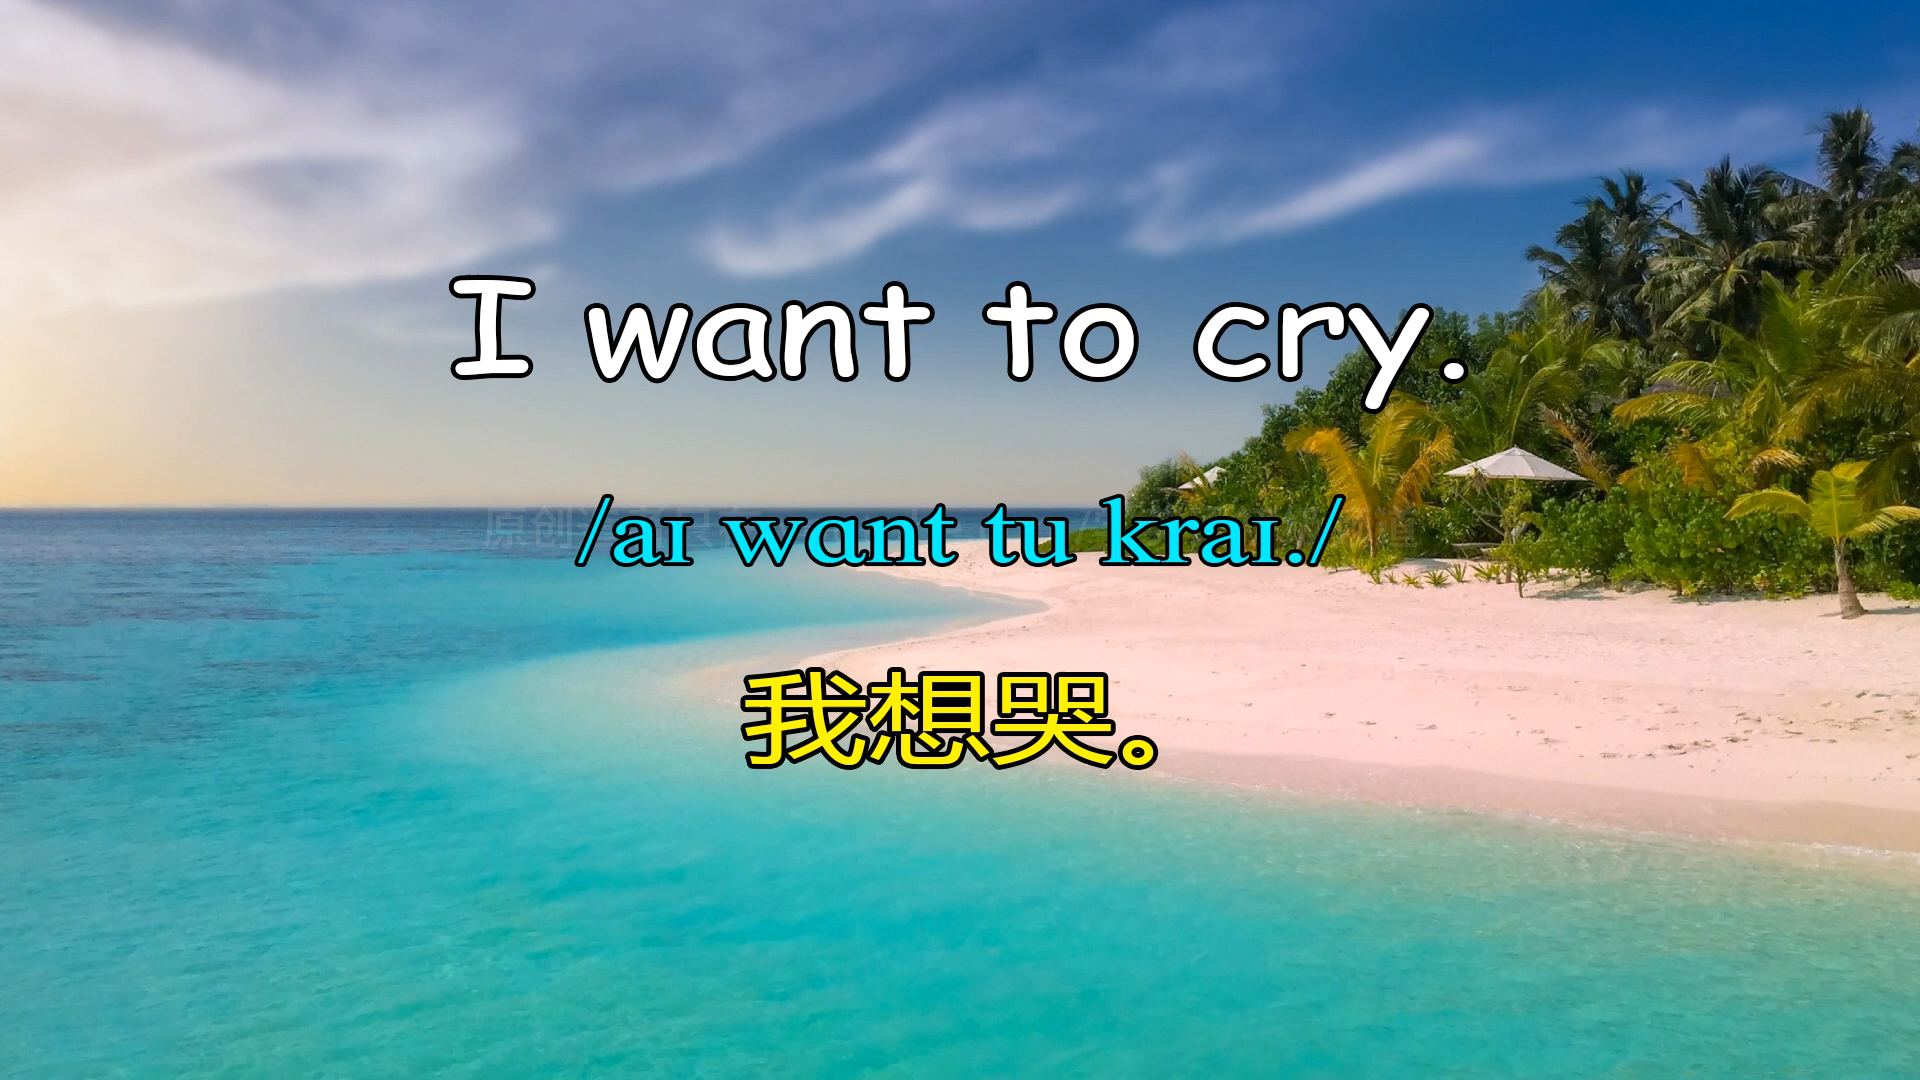 I want to cry.
/aɪ wɑnt tu kraɪ./
我想哭。